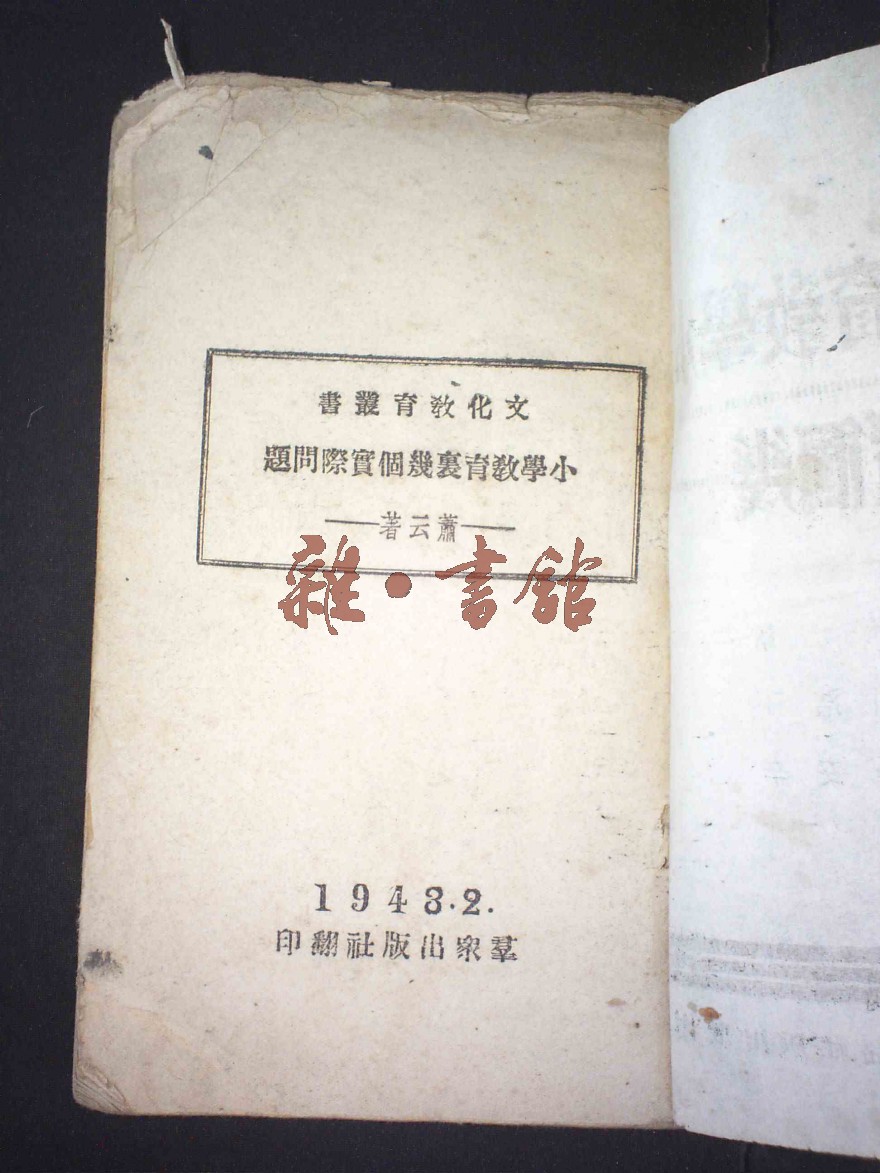 文化教育叢書
小學教育裏幾個實際問題
——蕭云著——
雜·書館
1943.2.
羣衆出版社翻印